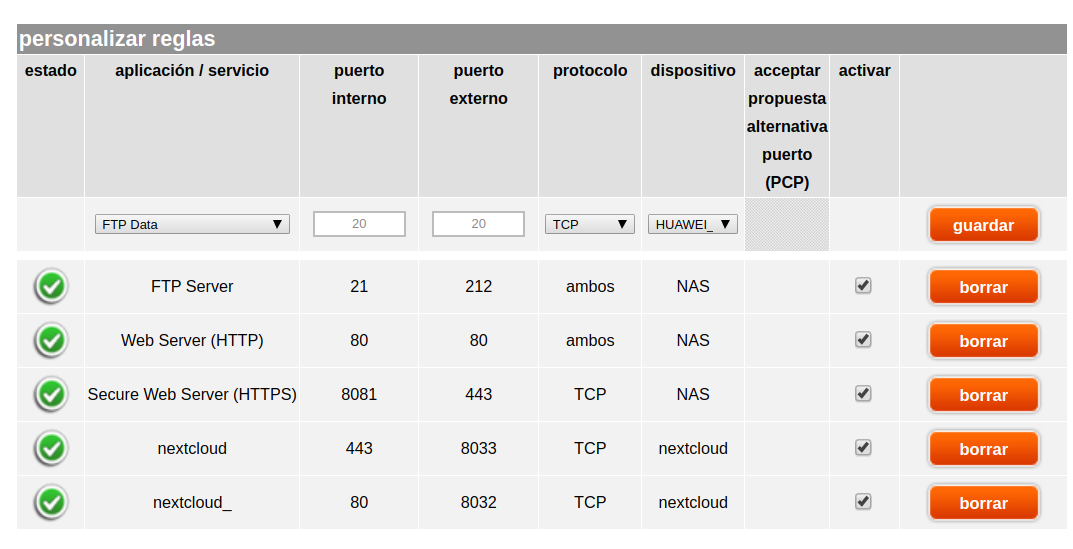 personalizar reglas
estado aplicación / servicio puerto interno puerto externo protocolo dispositivo acceptar propuesta alternativa puerto (PCP) activar
FTP Data 20 20 TCP HUAWEI_ guardar
FTP Server 21 212 ambos NAS borrar
Web Server (HTTP) 80 80 ambos NAS borrar
Secure Web Server (HTTPS) 8081 443 TCP NAS borrar
nextcloud 443 8033 TCP nextcloud borrar
nextcloud_ 80 8032 TCP nextcloud borrar